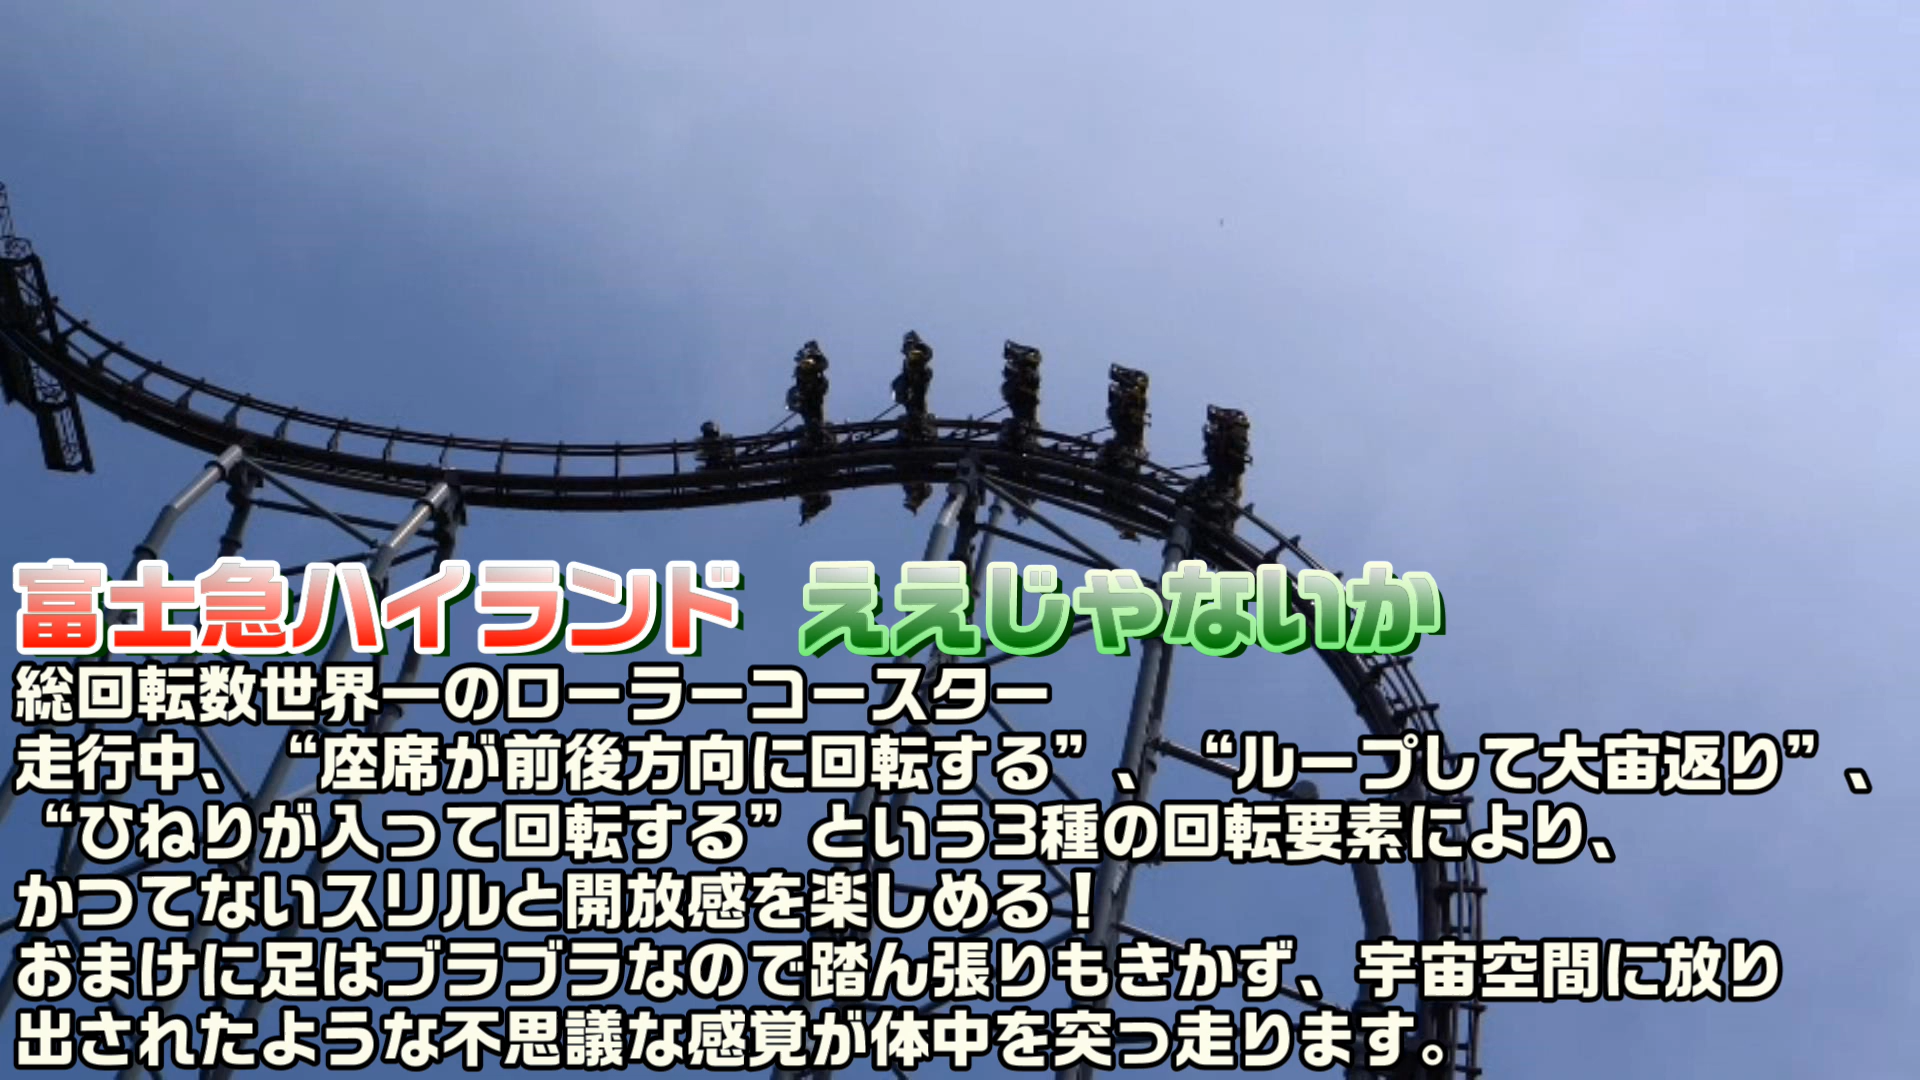 富士急ハイランド ええじゃないか
総回転数世界一のローラーコースター
走行中、“座席が前後方向に回転する”、“ループして大宙返り”、
“ひねりが入って回転する”という3種の回転要素により、
かつてないスリルと開放感を楽しめる！
おまけに足はブラブラなので踏ん張りもきかず、宇宙空間に放り
出されたような不思議な感覚が体中を突っ走ります。